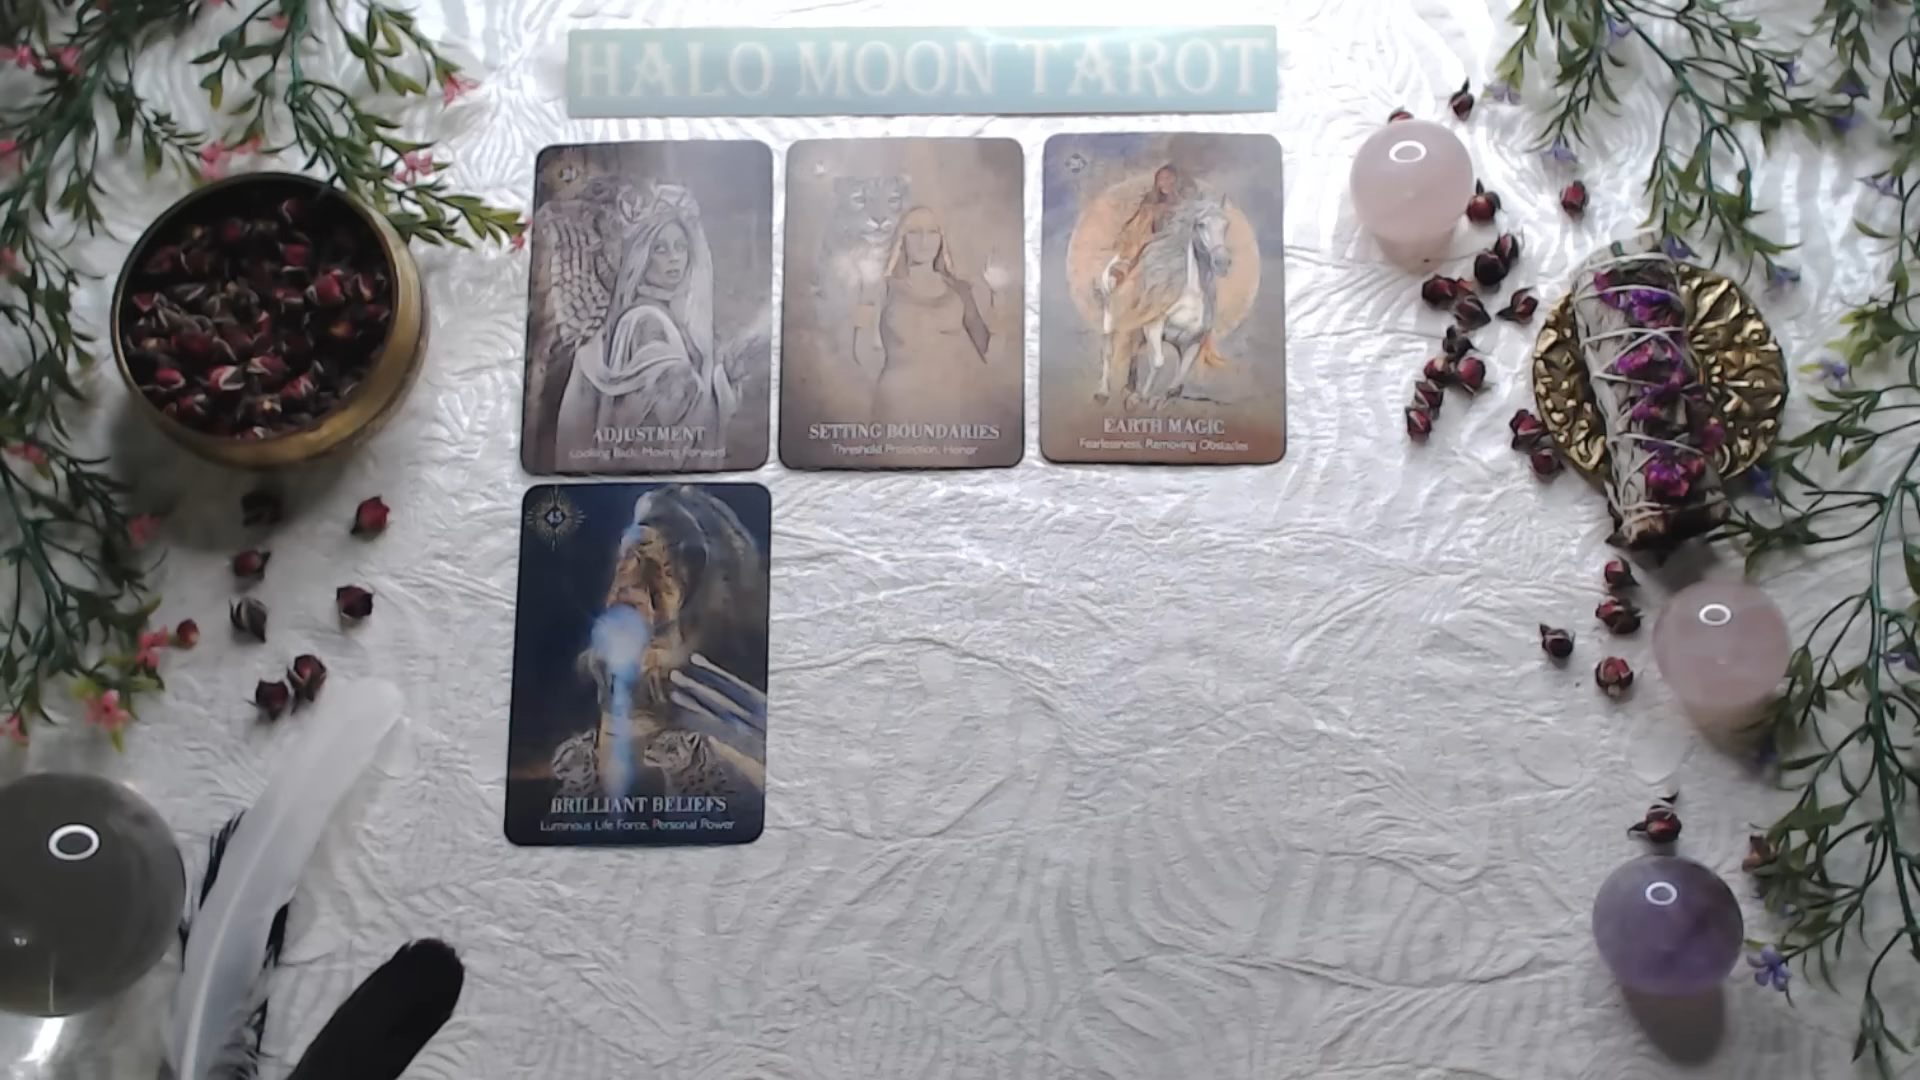 HALO MOON TAROT
ADJUSTMENT
Looking Back, Moving Forward
SETTING BOUNDARIES
Threshold Protection, Honor
EARTH MAGIC
Fearlessness, Removing Obstacles
45
BRILLIANT BELIEFS
Luminous Life Force, Personal Power